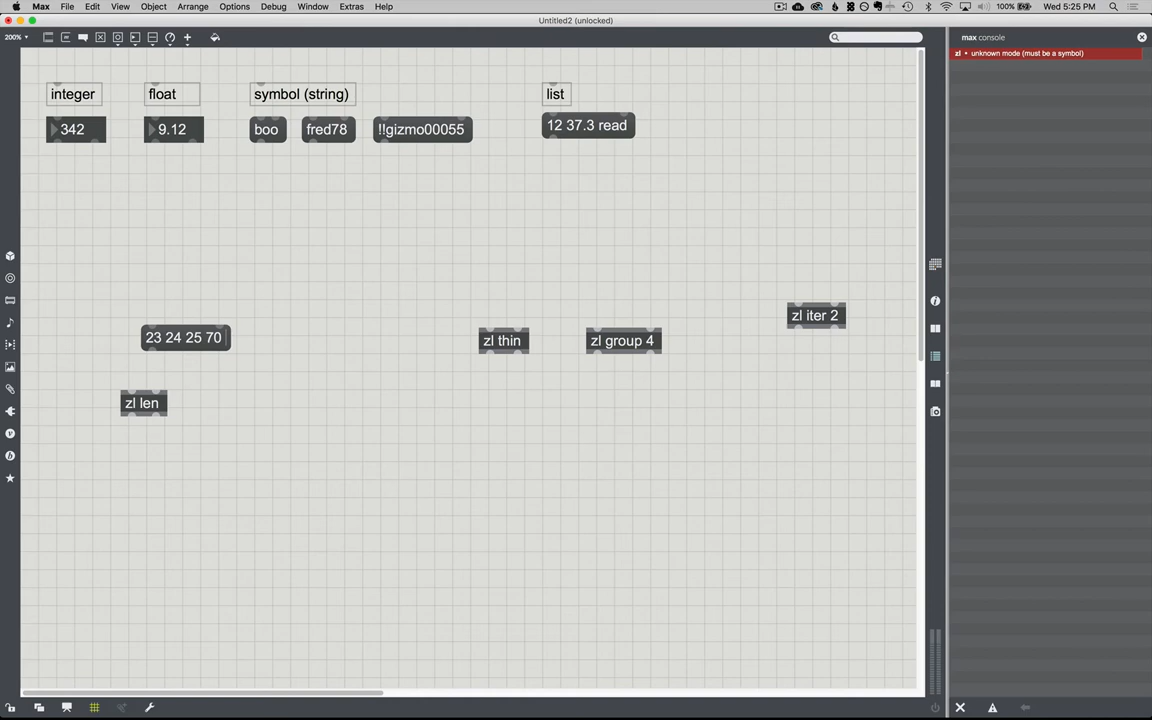 Max File Edit View Object Arrange Options Debug Window Extras Help
100% Wed 5:25 PM
Untitled2 (unlocked)
200%
max console
zl • unknown mode (must be a symbol)
integer float symbol (string) list
342 9.12 boo fred78 !!gizmo00055 12 37.3 read
zl iter 2
23 24 25 70
zl thin zl group 4
zl len